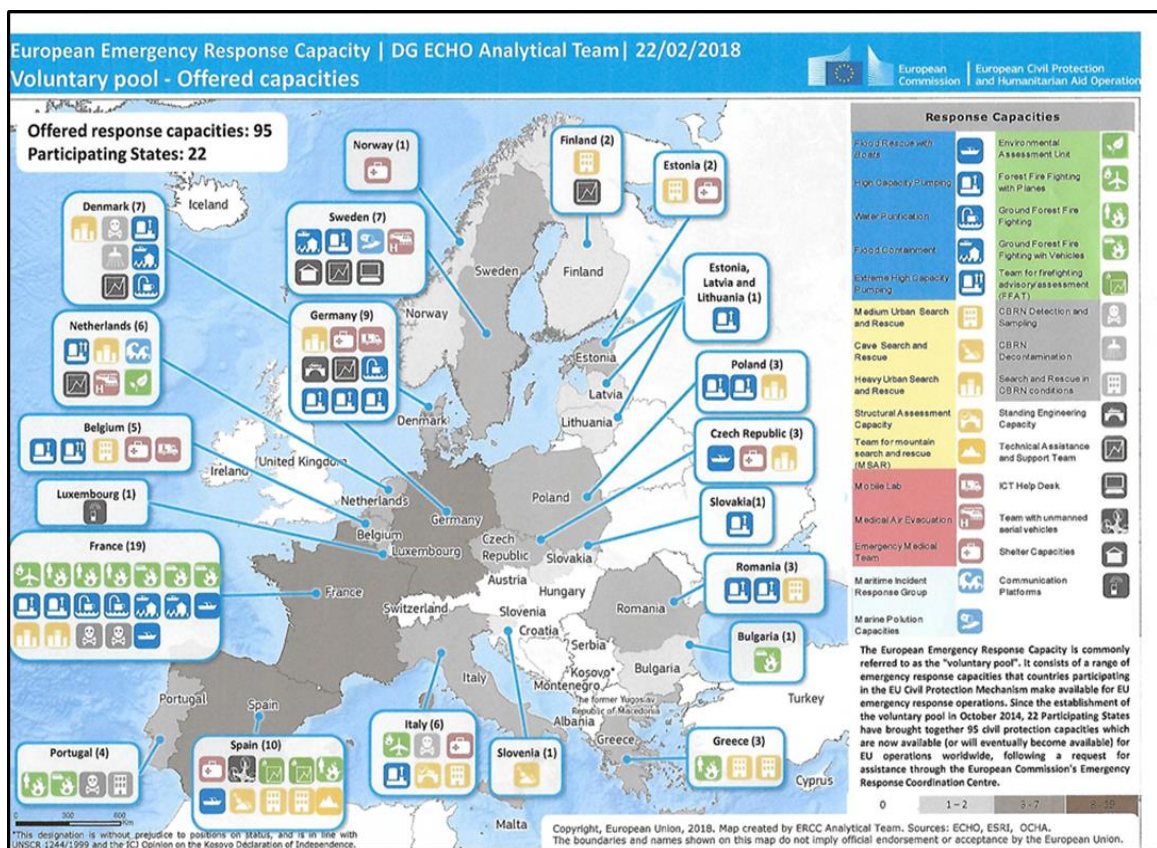 European Emergency Response Capacity | DG ECHO Analytical Team| 22/02/2018
Voluntary pool - Offered capacities
European
Commission
European Civil Protection
and Humanitarian Aid Operation
Offered response capacities: 95
Participating States: 22
Norway (1)
Finland (2)
Estonia (2)
Iceland
Denmark (7)
Sweden (7)
Sweden
Finland
Norway
Estonia,
Latvia and
Lithuania (1)
Netherlands (6)
Germany (9)
Estonia
Latvia
Lithuania
Denmark
Poland (3)
Belgium (5)
Ireland
United Kingdom
Netherlands
Czech Republic (3)
Luxembourg (1)
Poland
Germany
Belgium
Luxembourg
Czech
Republic
Slovakia
Slovakia(1)
France (19)
France
Austria
Hungary
Switzerland
Slovenia
Croatia
Romania
Romania (3)
Serbia
Bulgaria (1)
Kosovo*
Bulgaria
Montenegro
Italy
The former Yugoslav
Republic of Macedonia
Albania
Turkey
Portugal
Spain
Greece
Portugal (4)
Spain (10)
Italy (6)
Slovenia (1)
Greece (3)
Cyprus
Malta
0 300 600
Km
*This designation is without prejudice to positions on status, and is in line with
UNSCR 1244/1999 and the ICJ Opinion on the Kosovo Declaration of Independence.
Copyright, European Union, 2018. Map created by ERCC Analytical Team. Sources: ECHO, ESRI, OCHA.
The boundaries and names shown on this map do not imply official endorsement or acceptance by the European Union.
Response Capacities
Flood Rescue with
Boats
High Capacity Pumping
Water Purification
Flood Containment
Extreme High Capacity
Pumping
Medium Urban Search
and Rescue
Cave Search and
Rescue
Heavy Urban Search
and Rescue
Structural Assessment
Capacity
Team for mountain
search and rescue
(MSAR)
Mobile Lab
Medical Air Evacuation
H
Emergency Medical
Team
Maritime Incident
Response Group
Marine Polution
Capacities
Environmental
Assessment Unit
Forest Fire Fighting
with Planes
Ground Forest Fire
Fighting
Ground Forest Fire
Fighting wih Vehicles
Team for firefighting
advisory/assessment
(FFAT)
CBRN Detection and
Sampling
CBRN
Decontamination
Search and Rescue in
CBRN conditions
Standing Engineering
Capacity
Technical Assistance
and Support Team
ICT Help Desk
Team with unmanned
aerial vehicles
Shelter Capacities
Communication
Platforms
The European Emergency Response Capacity is commonly
referred to as the "voluntary pool". It consists of a range of
emergency response capacities that countries participating
in the EU Civil Protection Mechanism make available for EU
emergency response operations. Since the establishment of
the voluntary pool in October 2014, 22 Participating States
have brought together 95 civil protection capacities which
are now available (or will eventually become available) for
EU operations worldwide, following a request for
assistance through the European Commission's Emergency
Response Coordination Centre.
0 1 - 2 3 - 7 8 - 19